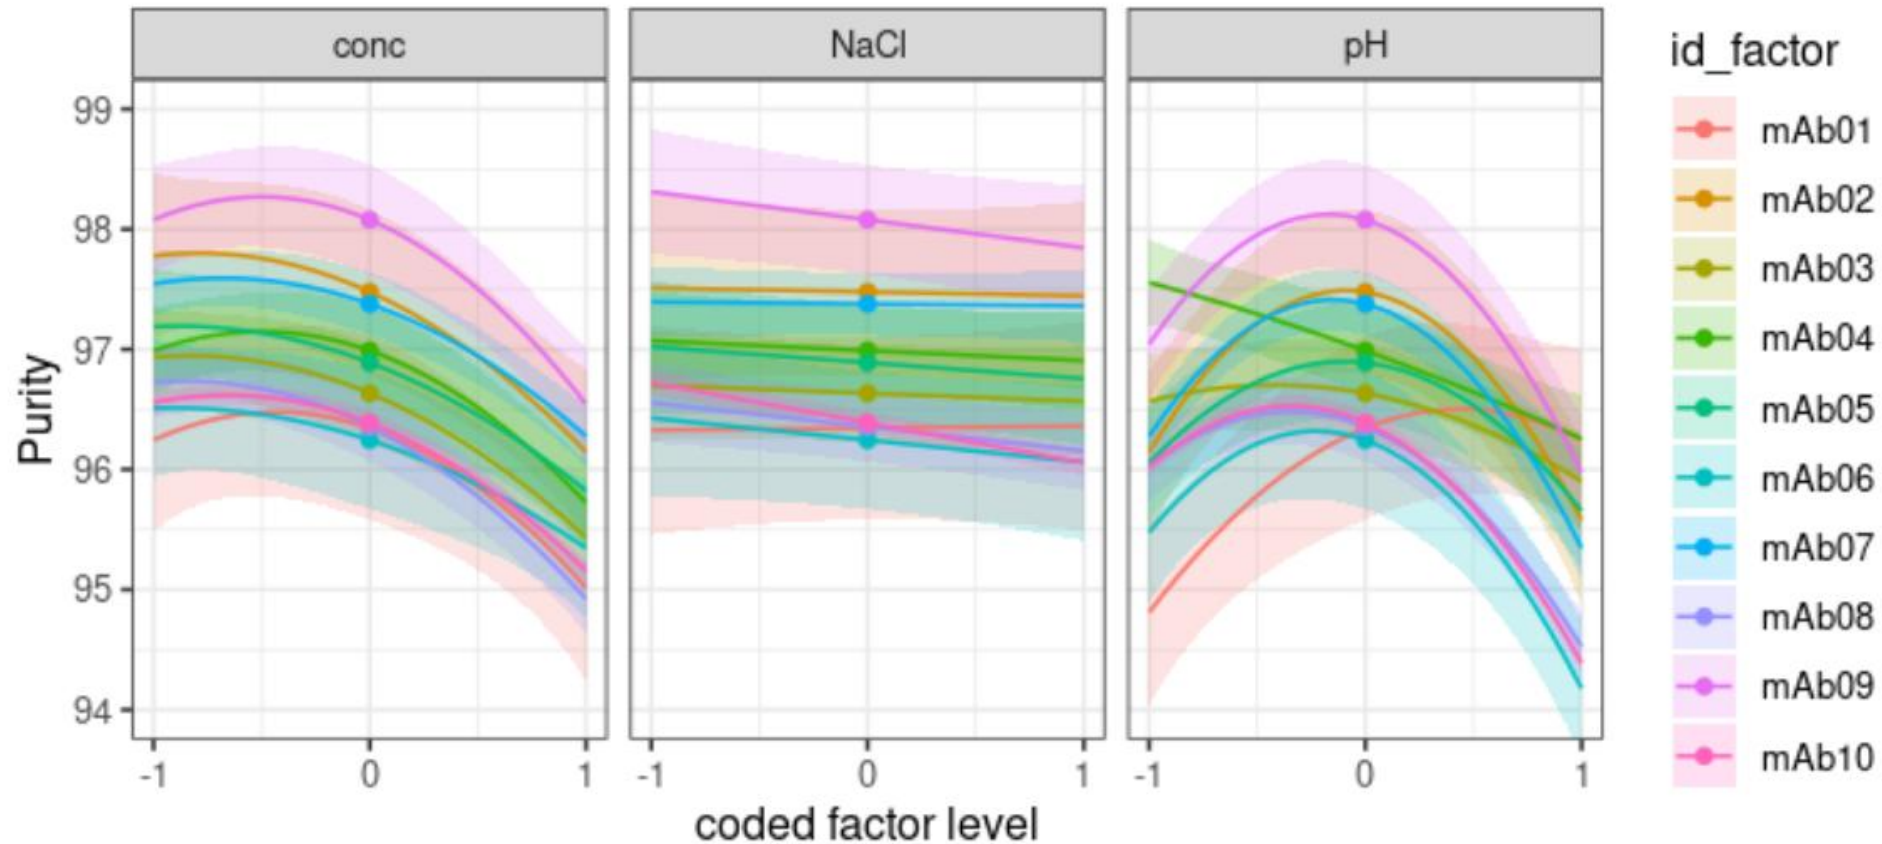 conc
NaCl
pH
99
98
97
96
95
94
Purity
-1
0
1
-1
0
1
-1
0
1
coded factor level
id_factor
mAb01
mAb02
mAb03
mAb04
mAb05
mAb06
mAb07
mAb08
mAb09
mAb10